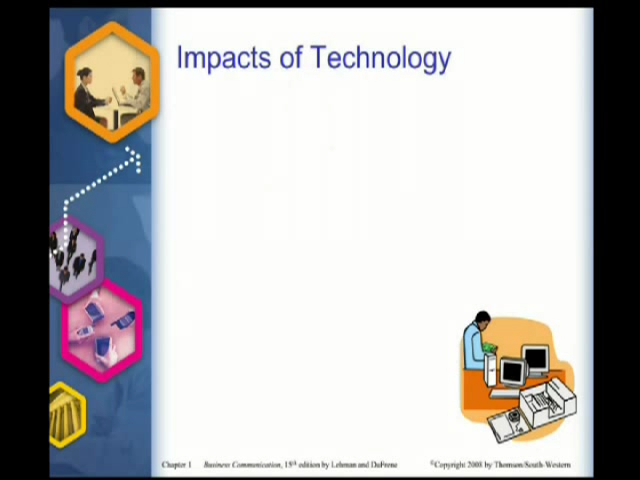 Impacts of Technology
Chapter 1 Business Communication, 15th edition by Lehman and DuFrene ©Copyright 2008 by Thomson/South-Western